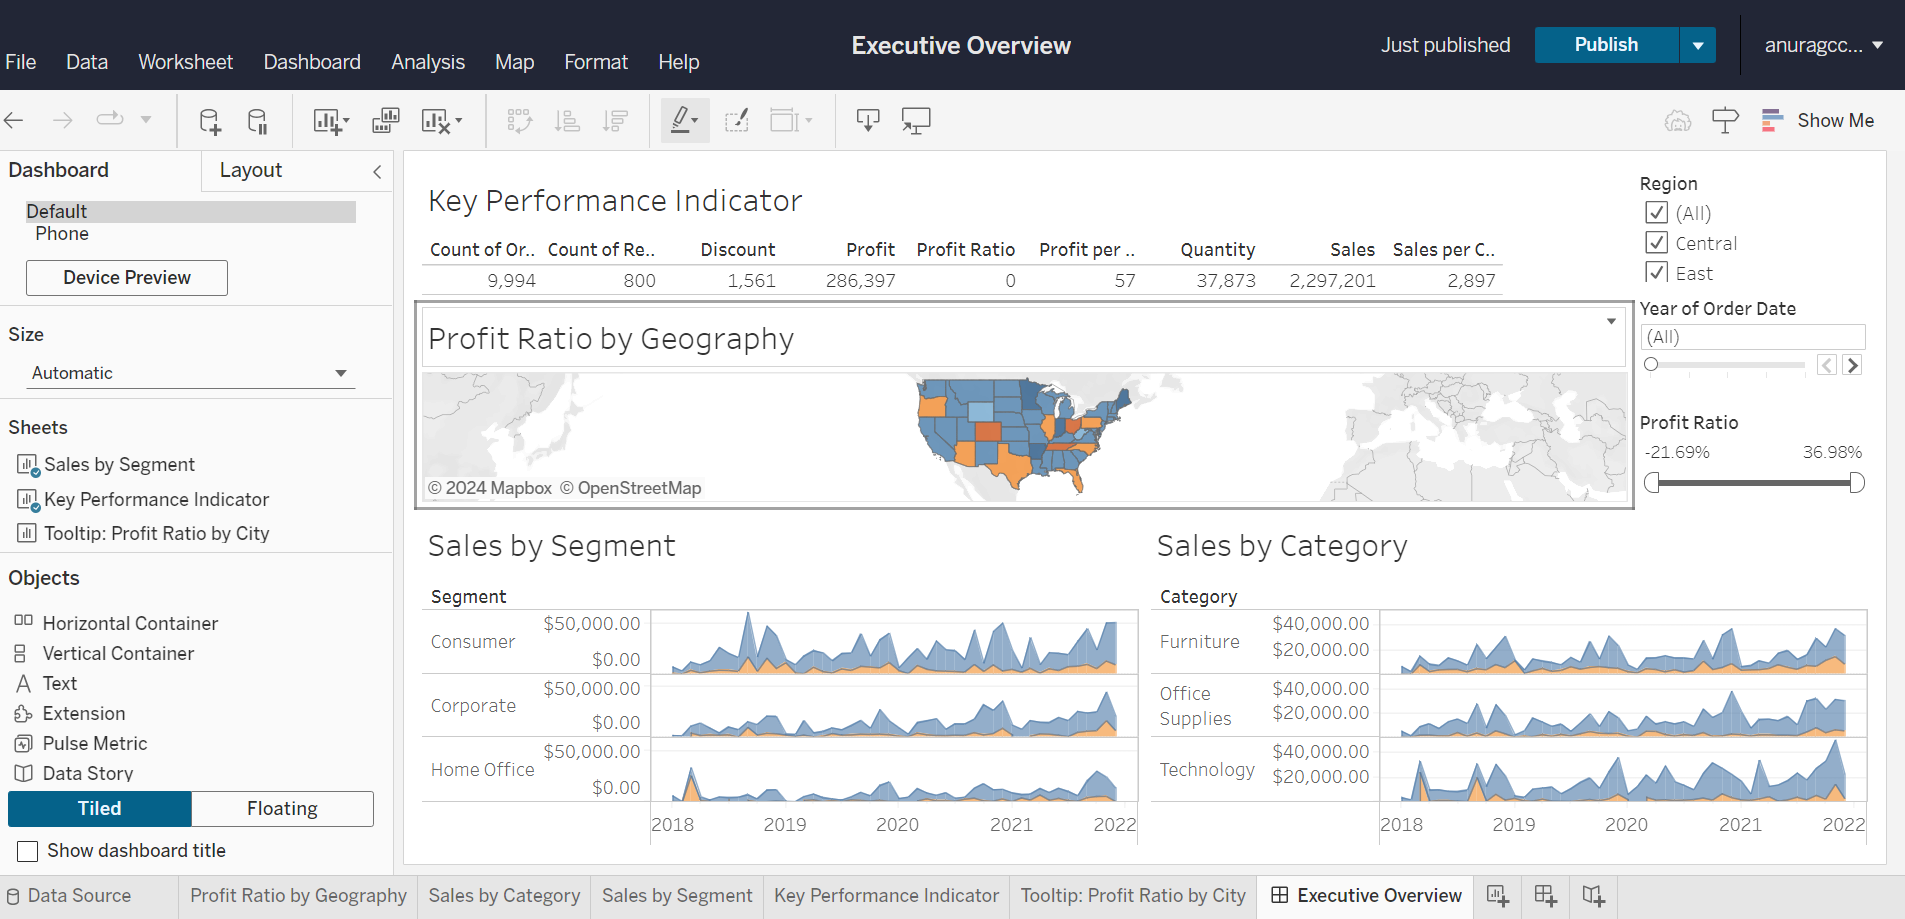 Executive Overview
Just published
Publish
anuragcc...
File Data Worksheet Dashboard Analysis Map Format Help
Show Me
Dashboard
Layout
Default
Phone
Device Preview
Size
Automatic
Sheets
Sales by Segment
Key Performance Indicator
Tooltip: Profit Ratio by City
Objects
Horizontal Container
Vertical Container
Text
Extension
Pulse Metric
Data Story
Tiled
Floating
Show dashboard title
Key Performance Indicator
Count of Or.. Count of Re.. Discount Profit Profit Ratio Profit per .. Quantity Sales Sales per C..
9,994 800 1,561 286,397 0 57 37,873 2,297,201 2,897
Profit Ratio by Geography
© 2024 Mapbox © OpenStreetMap
Region
(All)
Central
East
Year of Order Date
(All)
Profit Ratio
-21.69% 36.98%
Sales by Segment
Segment
Consumer
$50,000.00
$0.00
Corporate
$50,000.00
$0.00
Home Office
$50,000.00
$0.00
2018 2019 2020 2021 2022
Sales by Category
Category
Furniture
$40,000.00
$20,000.00
Office
Supplies
$40,000.00
$20,000.00
Technology
$40,000.00
$20,000.00
2018 2019 2020 2021 2022
Data Source
Profit Ratio by Geography
Sales by Category
Sales by Segment
Key Performance Indicator
Tooltip: Profit Ratio by City
Executive Overview